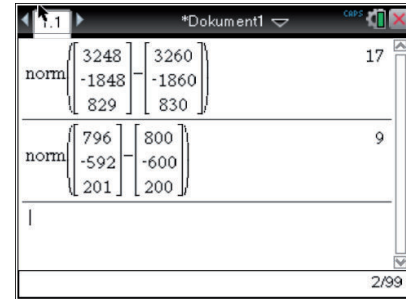 1.1 *Dokument1 CAPS
norm([3248 -1848 829]-[3260 -1860 830]) 17
norm([796 -592 201]-[800 -600 200]) 9
2/99